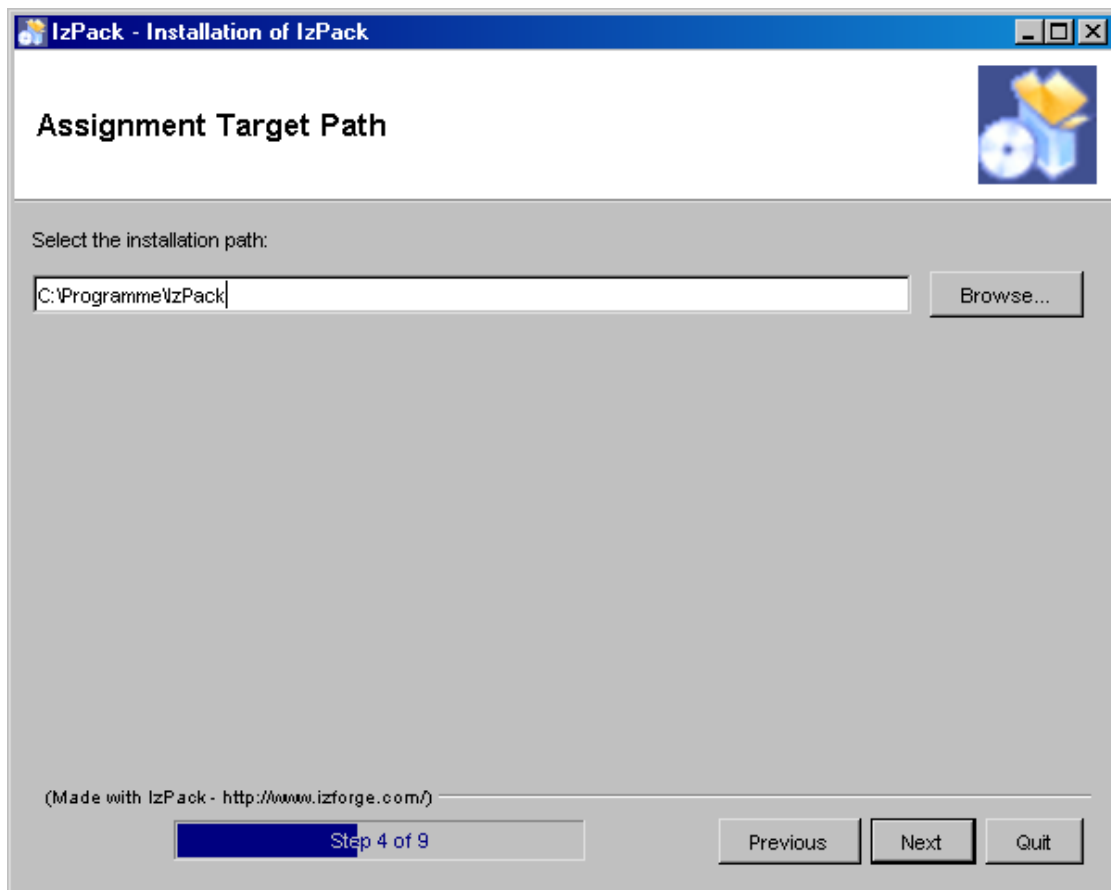 IzPack - Installation of IzPack
Assignment Target Path
Select the installation path:
C:\Programme\IzPack
Browse...
(Made with IzPack - http://www.izforge.com/)
Step 4 of 9
Previous
Next
Quit